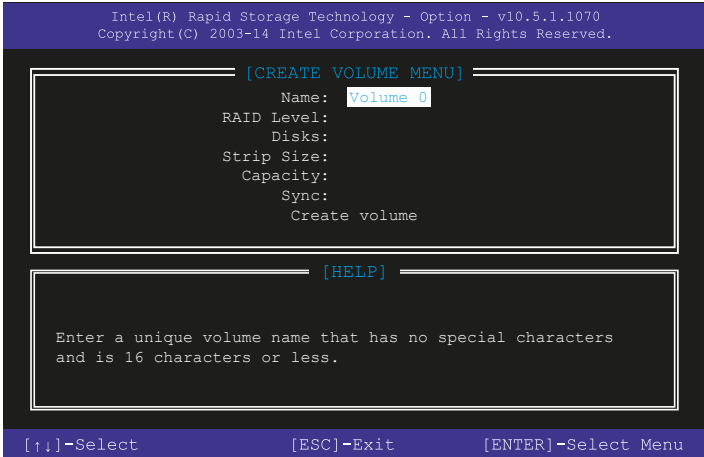 Intel(R) Rapid Storage Technology - Option - v10.5.1.1070
Copyright(C) 2003-14 Intel Corporation. All Rights Reserved.
[CREATE VOLUME MENU]
Name: Volume 0
RAID Level:
Disks:
Strip Size:
Capacity:
Sync:
Create volume
[HELP]
Enter a unique volume name that has no special characters
and is 16 characters or less.
[↑↓]-Select [ESC]-Exit [ENTER]-Select Menu